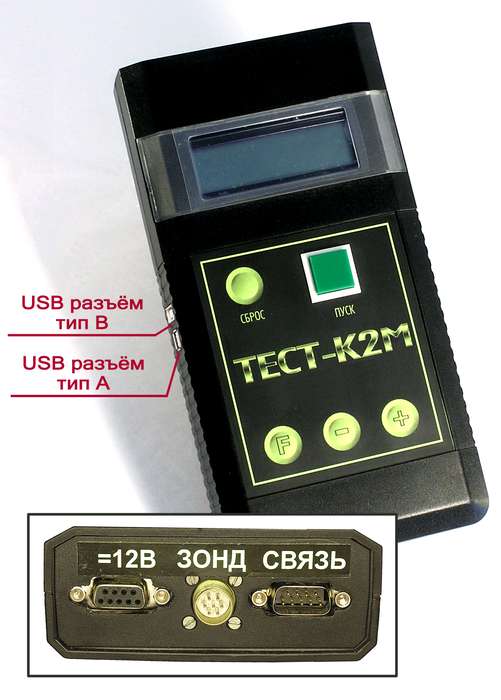 СБРОС
ПУСК
USB разъём
тип B
ТЕСТ-К2М
USB разъём
тип A
F
-
+
=12В ЗОНД СВЯЗЬ